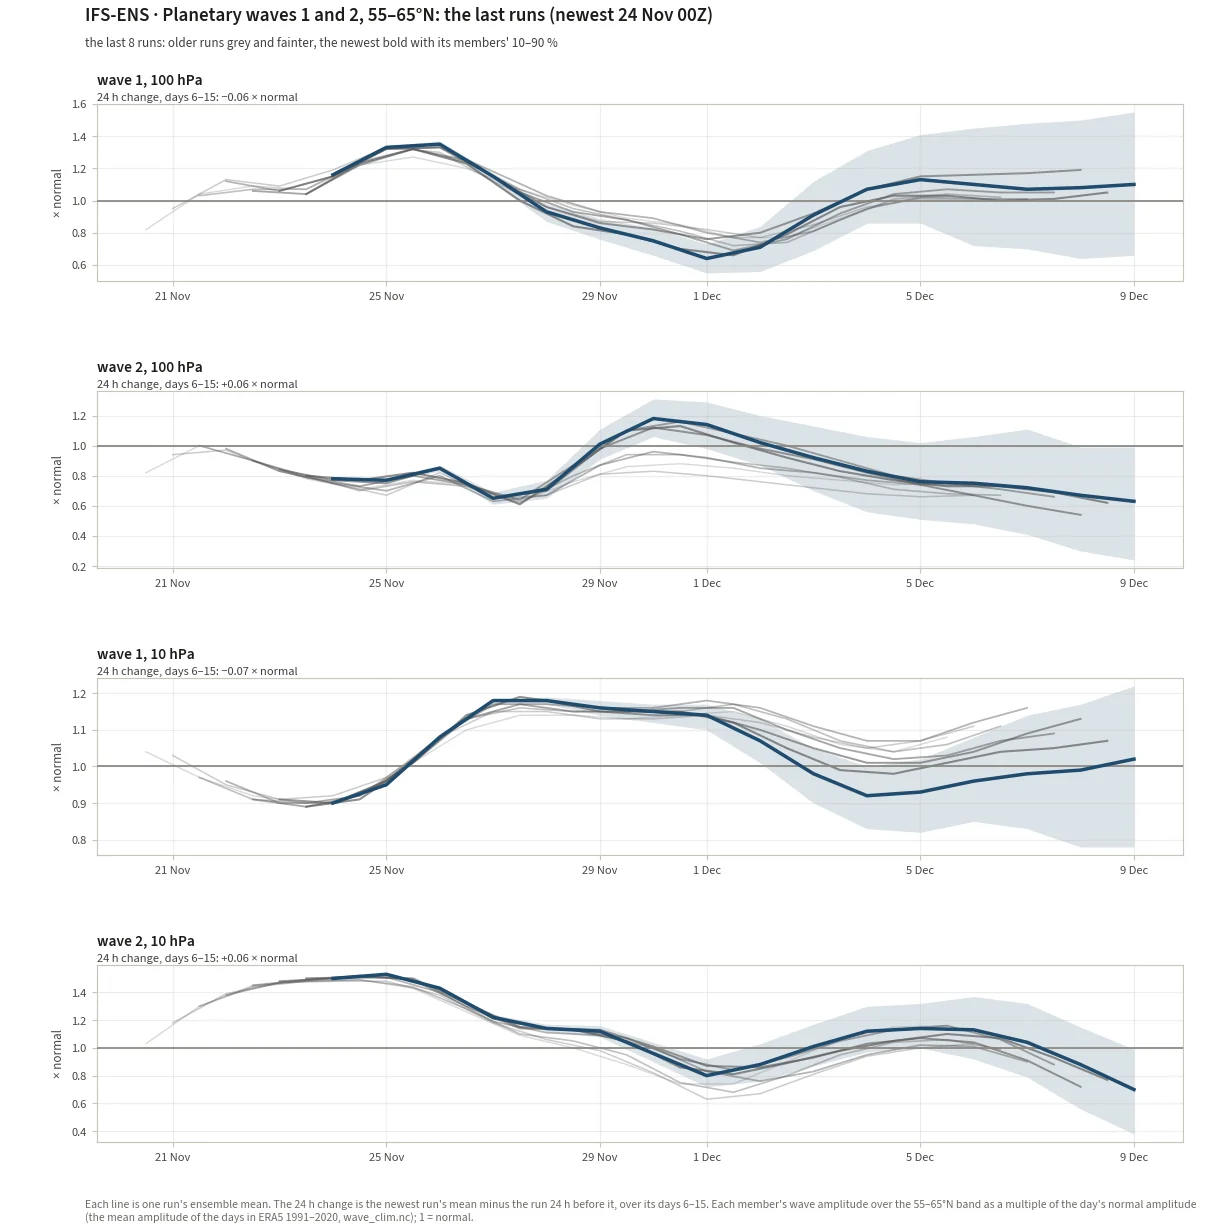 IFS-ENS · Planetary waves 1 and 2, 55–65°N: the last runs (newest 24 Nov 00Z)
the last 8 runs: older runs grey and fainter, the newest bold with its members' 10–90 %
wave 1, 100 hPa
24 h change, days 6–15: −0.06 × normal
1.6
1.4
1.2
1.0
0.8
0.6
× normal
21 Nov
25 Nov
29 Nov
1 Dec
5 Dec
9 Dec
wave 2, 100 hPa
24 h change, days 6–15: +0.06 × normal
1.2
1.0
0.8
0.6
0.4
0.2
× normal
21 Nov
25 Nov
29 Nov
1 Dec
5 Dec
9 Dec
wave 1, 10 hPa
24 h change, days 6–15: −0.07 × normal
1.2
1.1
1.0
0.9
0.8
× normal
21 Nov
25 Nov
29 Nov
1 Dec
5 Dec
9 Dec
wave 2, 10 hPa
24 h change, days 6–15: +0.06 × normal
1.4
1.2
1.0
0.8
0.6
0.4
× normal
21 Nov
25 Nov
29 Nov
1 Dec
5 Dec
9 Dec
Each line is one run's ensemble mean. The 24 h change is the newest run's mean minus the run 24 h before it, over its days 6–15. Each member's wave amplitude over the 55–65°N band as a multiple of the day's normal amplitude
(the mean amplitude of the days in ERA5 1991–2020, wave_clim.nc); 1 = normal.